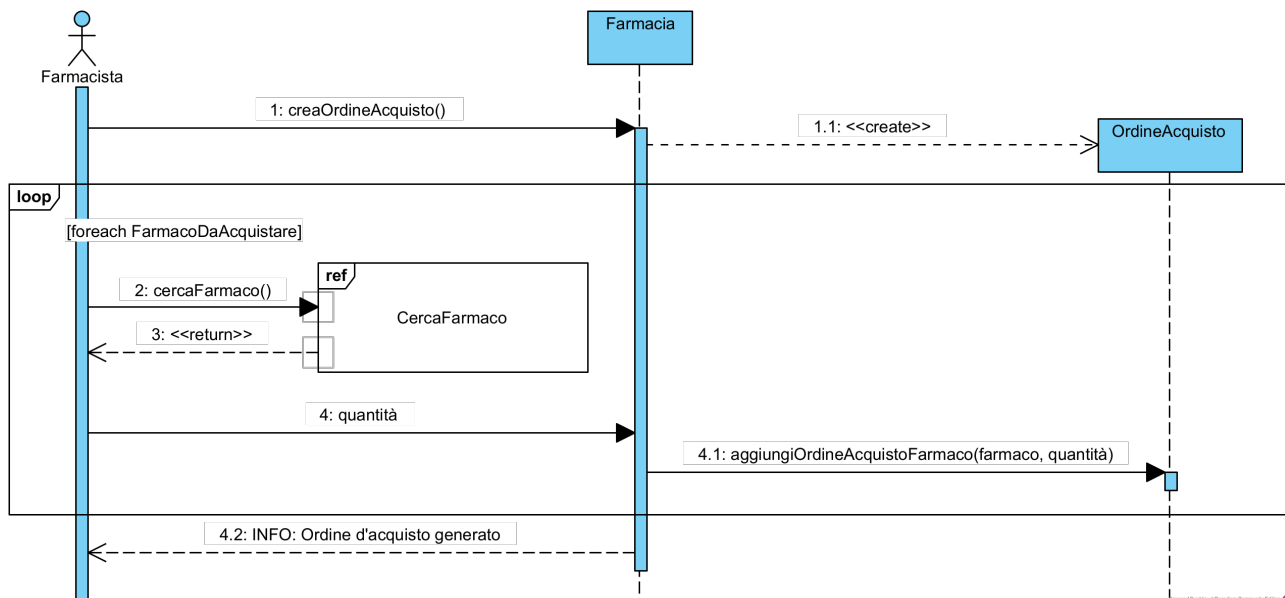 Farmacia
Farmacista
1: creaOrdineAcquisto()
1.1: <<create>>
OrdineAcquisto
loop
[foreach FarmacoDaAcquistare]
ref
2: cercaFarmaco()
CercaFarmaco
3: <<return>>
4: quantità
4.1: aggiungiOrdineAcquistoFarmaco(farmaco, quantità)
4.2: INFO: Ordine d'acquisto generato